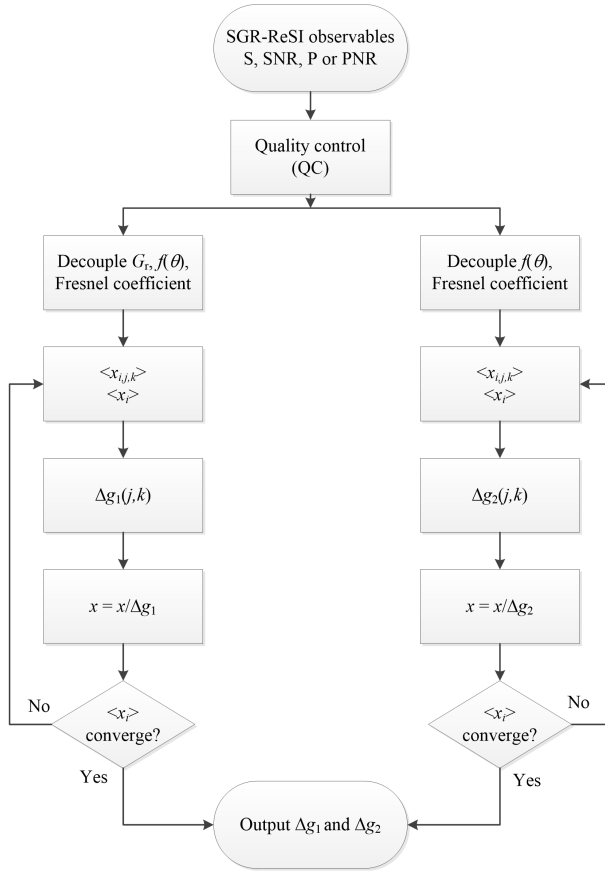 SGR-ReSI observables
S, SNR, P or PNR
Quality control
(QC)
Decouple Gr, f(θ),
Fresnel coefficient
<xi,j,k>
<xi>
Δg1(j,k)
x = x/Δg1
<xi>
converge?
No
Yes
Decouple f(θ),
Fresnel coefficient
<xi,j,k>
<xi>
Δg2(j,k)
x = x/Δg2
<xi>
converge?
No
Yes
Output Δg1 and Δg2